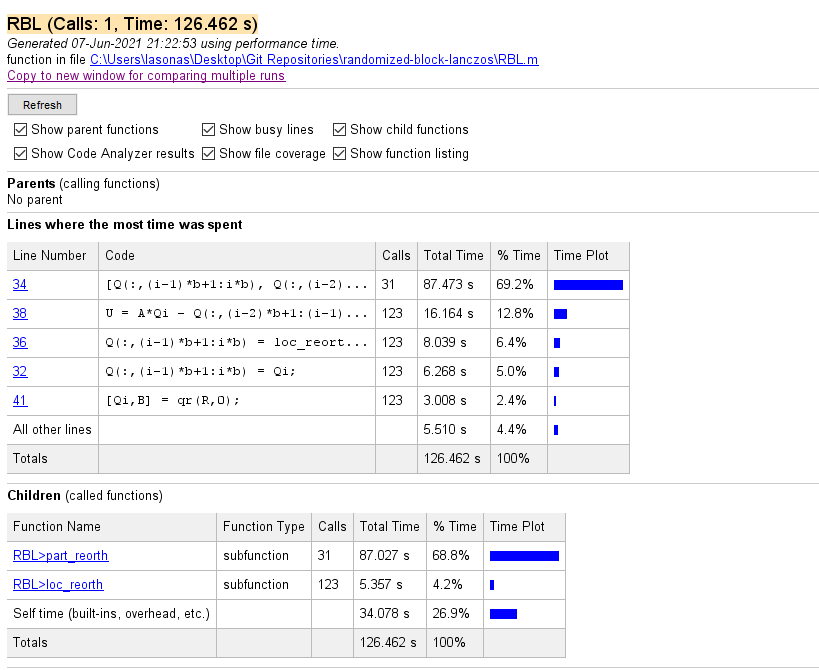 RBL (Calls: 1, Time: 126.462 s)
Generated 07-Jun-2021 21:22:53 using performance time.
function in file C:\Users\Iasonas\Desktop\Git Repositories\randomized-block-lanczos\RBL.m
Copy to new window for comparing multiple runs
Refresh
Show parent functions Show busy lines Show child functions
Show Code Analyzer results Show file coverage Show function listing
Parents (calling functions)
No parent
Lines where the most time was spent
Line Number Code Calls Total Time % Time Time Plot
34 [Q(:,(i-1)*b+1:i*b), Q(:,(i-2)... 31 87.473 s 69.2%
38 U = A*Qi - Q(:,(i-2)*b+1:(i-1)... 123 16.164 s 12.8%
36 Q(:,(i-1)*b+1:i*b) = loc_reort... 123 8.039 s 6.4%
32 Q(:,(i-1)*b+1:i*b) = Qi; 123 6.268 s 5.0%
41 [Qi,B] = qr(R,0); 123 3.008 s 2.4%
All other lines 5.510 s 4.4%
Totals 126.462 s 100%
Children (called functions)
Function Name Function Type Calls Total Time % Time Time Plot
RBL>part_reorth subfunction 31 87.027 s 68.8%
RBL>loc_reorth subfunction 123 5.357 s 4.2%
Self time (built-ins, overhead, etc.) 34.078 s 26.9%
Totals 126.462 s 100%